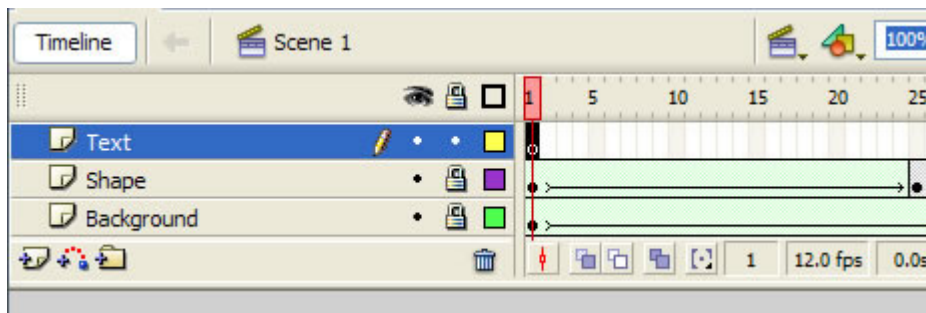 Timeline Scene 1 100%
1 5 10 15 20 25
Text
Shape
Background
1 12.0 fps 0.0s